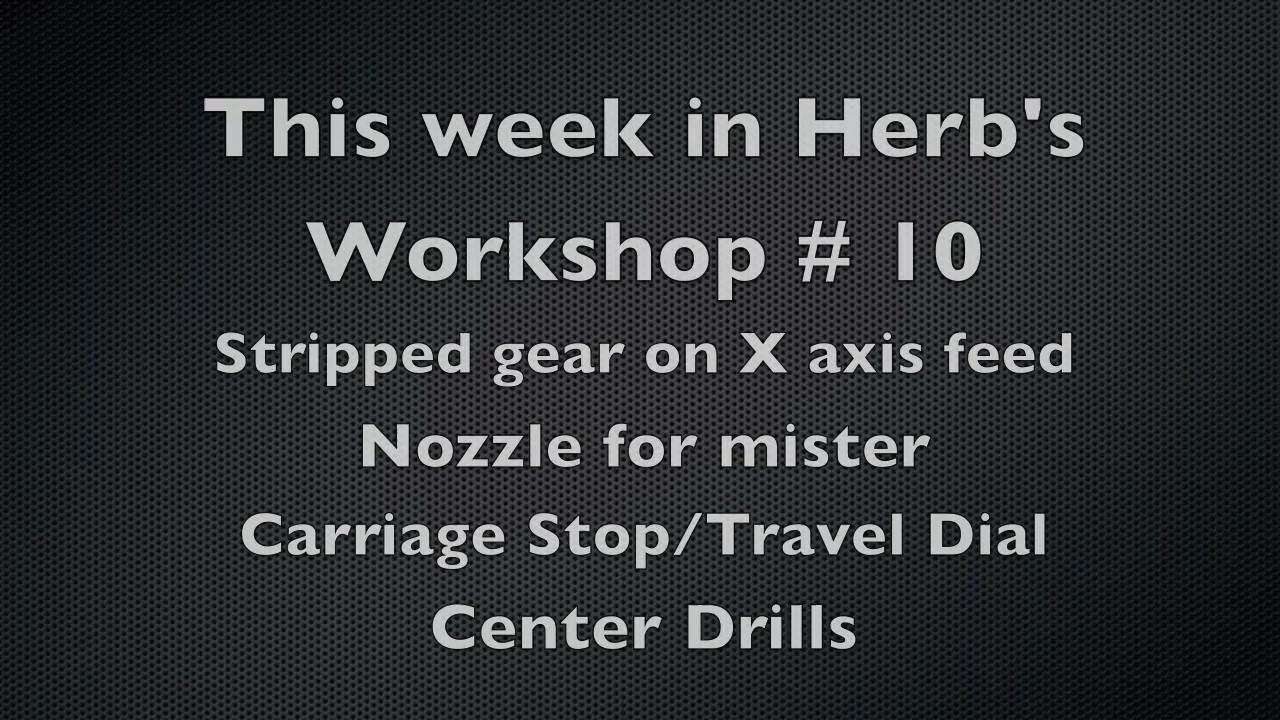 This week in Herb's
Workshop # 10
Stripped gear on X axis feed
Nozzle for mister
Carriage Stop/Travel Dial
Center Drills